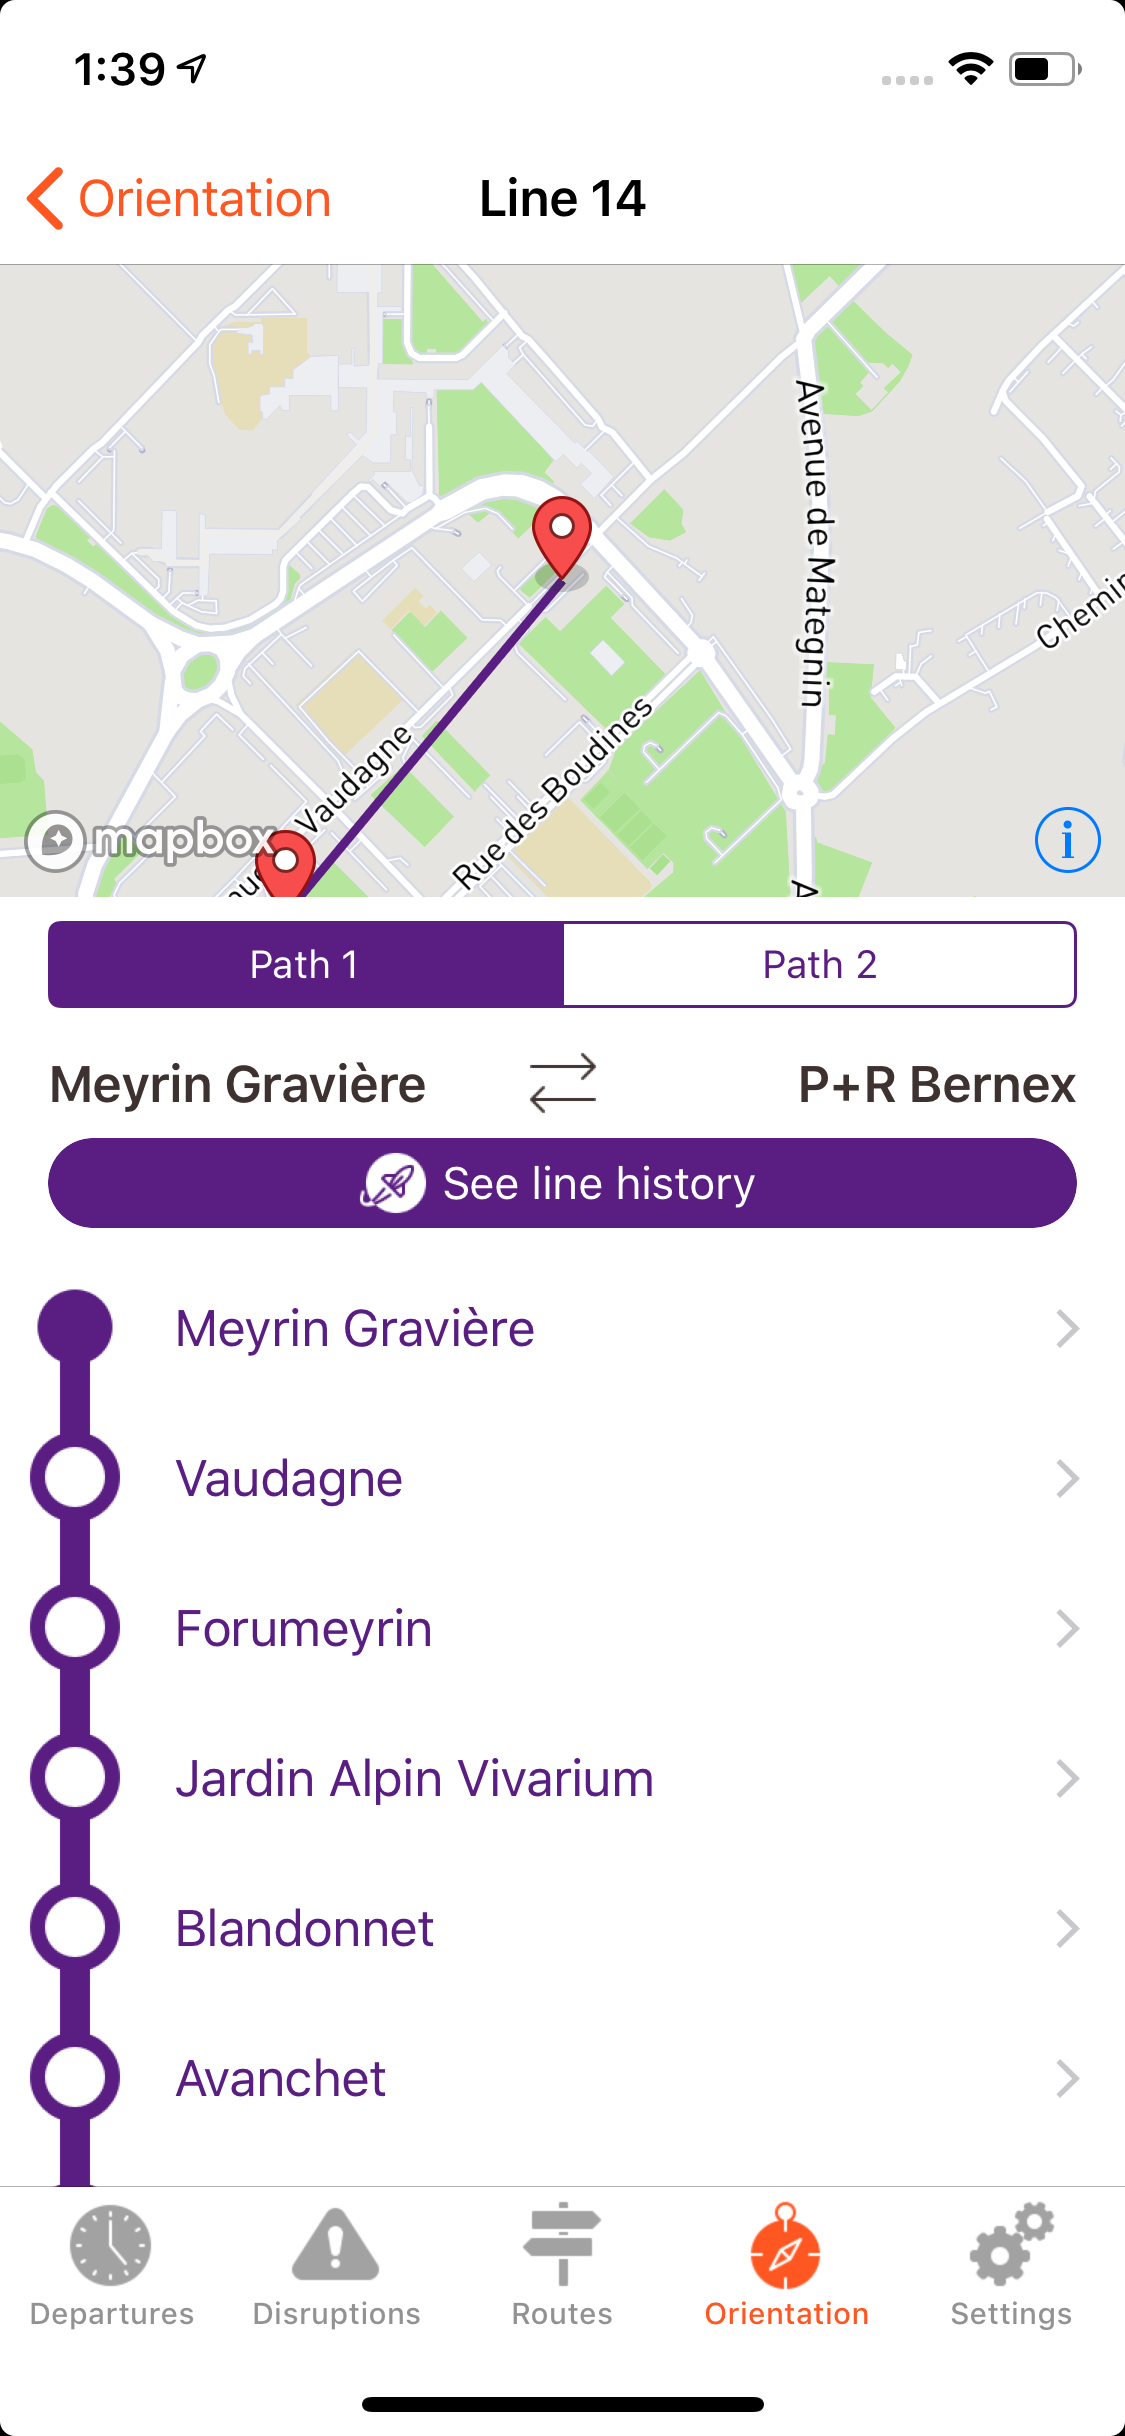 1:39
Orientation
Line 14
Avenue de Mategnin
Chemin
Vaudagne
Rue des Boudines
mapbox
A
i
Path 1
Path 2
Meyrin Gravière
P+R Bernex
See line history
Meyrin Gravière
Vaudagne
Forumeyrin
Jardin Alpin Vivarium
Blandonnet
Avanchet
Departures
Disruptions
Routes
Orientation
Settings